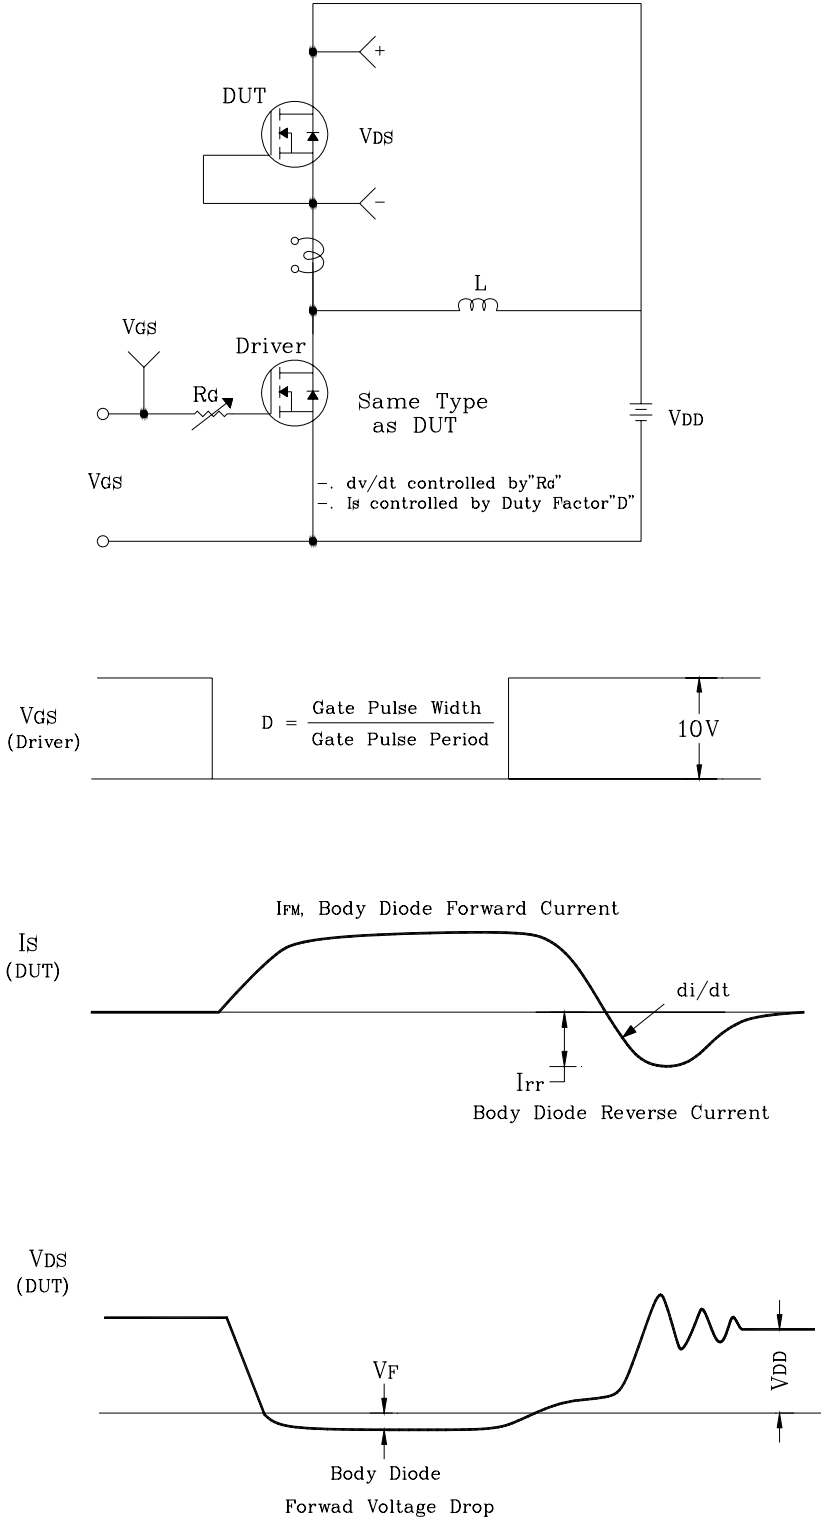 +
DUT
VDS
-
L
VGS
Driver
RG
Same Type
as DUT
VDD
VGS
-. dv/dt controlled by"RG"
-. Is controlled by Duty Factor"D"
VGS
(Driver)
D = Gate Pulse Width
Gate Pulse Period
10V
IFM, Body Diode Forward Current
IS
(DUT)
di/dt
Irr
Body Diode Reverse Current
VDS
(DUT)
VF
VDD
Body Diode
Forwad Voltage Drop